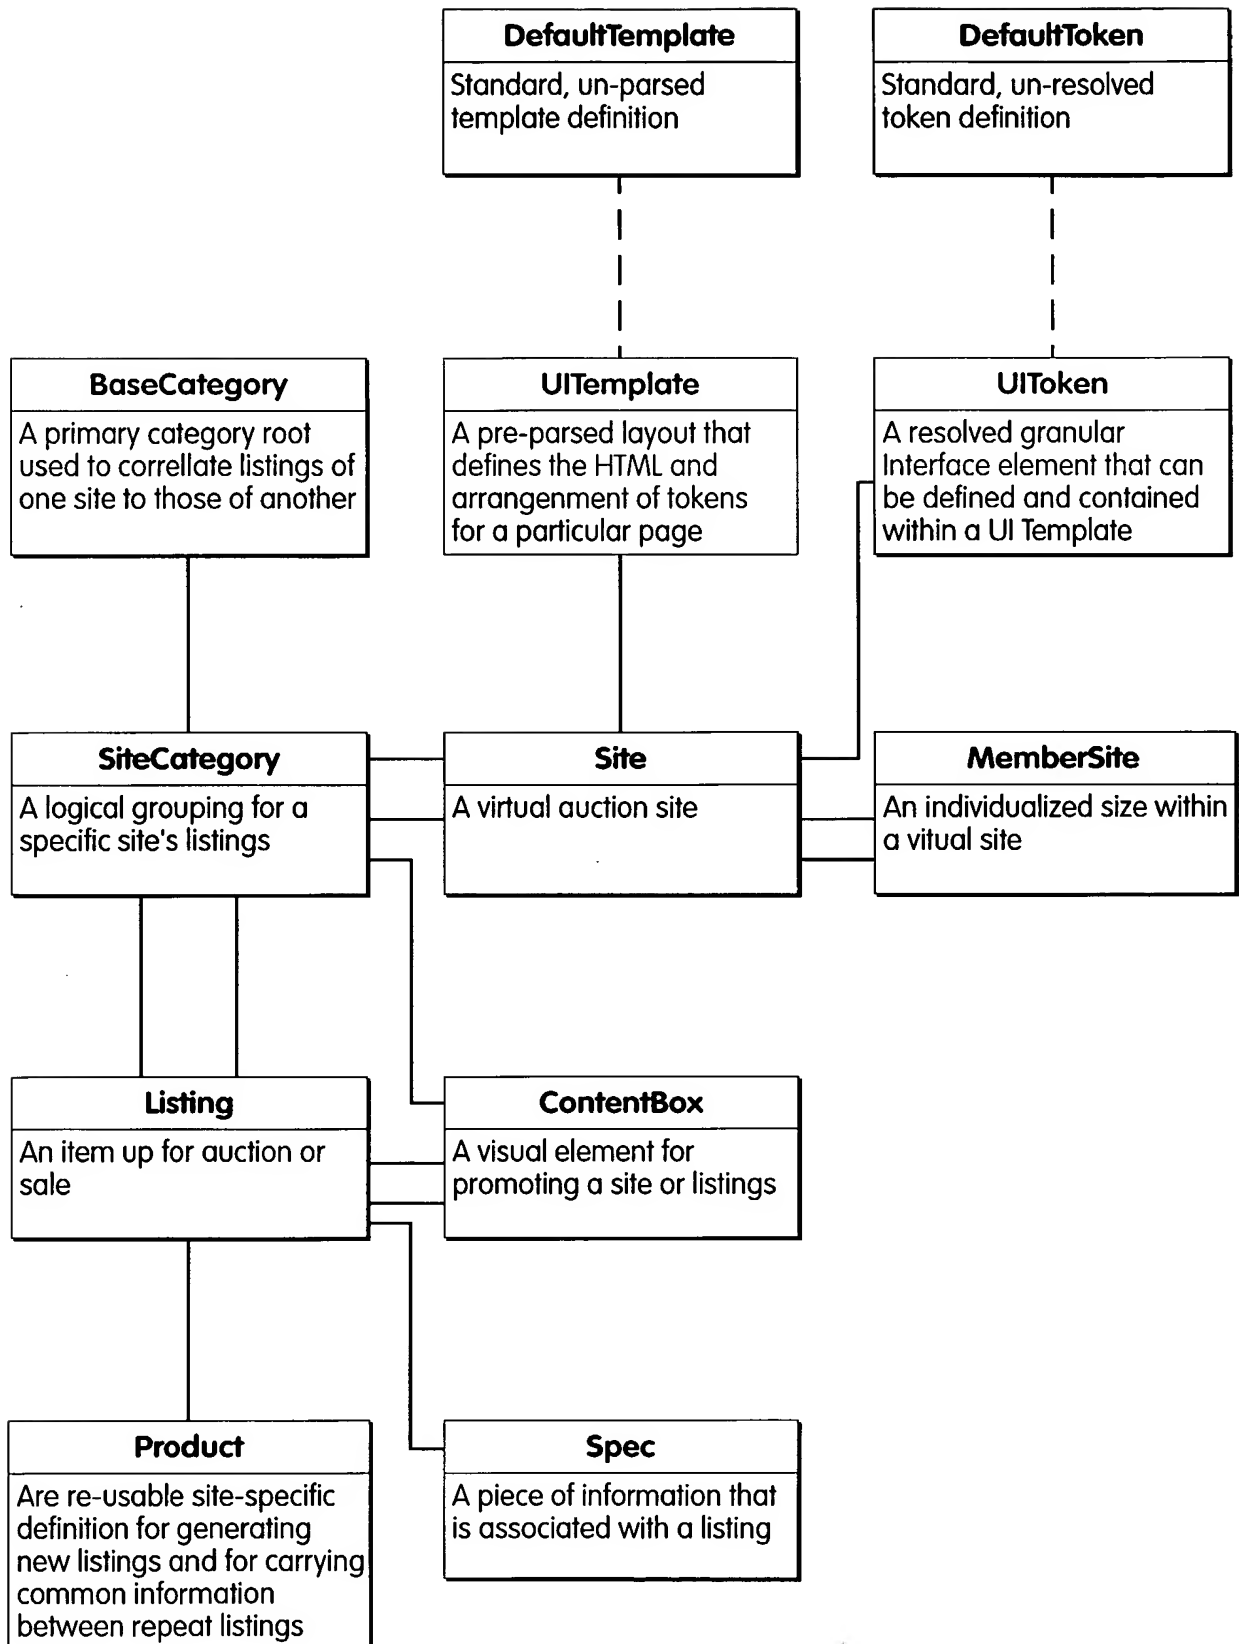 DefaultTemplate
Standard, un-parsed
template definition
DefaultToken
Standard, un-resolved
token definition
BaseCategory
A primary category root
used to correllate listings of
one site to those of another
UITemplate
A pre-parsed layout that
defines the HTML and
arrangenment of tokens
for a particular page
UIToken
A resolved granular
Interface element that can
be defined and contained
within a UI Template
SiteCategory
A logical grouping for a
specific site's listings
Site
A virtual auction site
MemberSite
An individualized size within
a vitual site
Listing
An item up for auction or
sale
ContentBox
A visual element for
promoting a site or listings
Product
Are re-usable site-specific
definition for generating
new listings and for carrying
common information
between repeat listings
Spec
A piece of information that
is associated with a listing